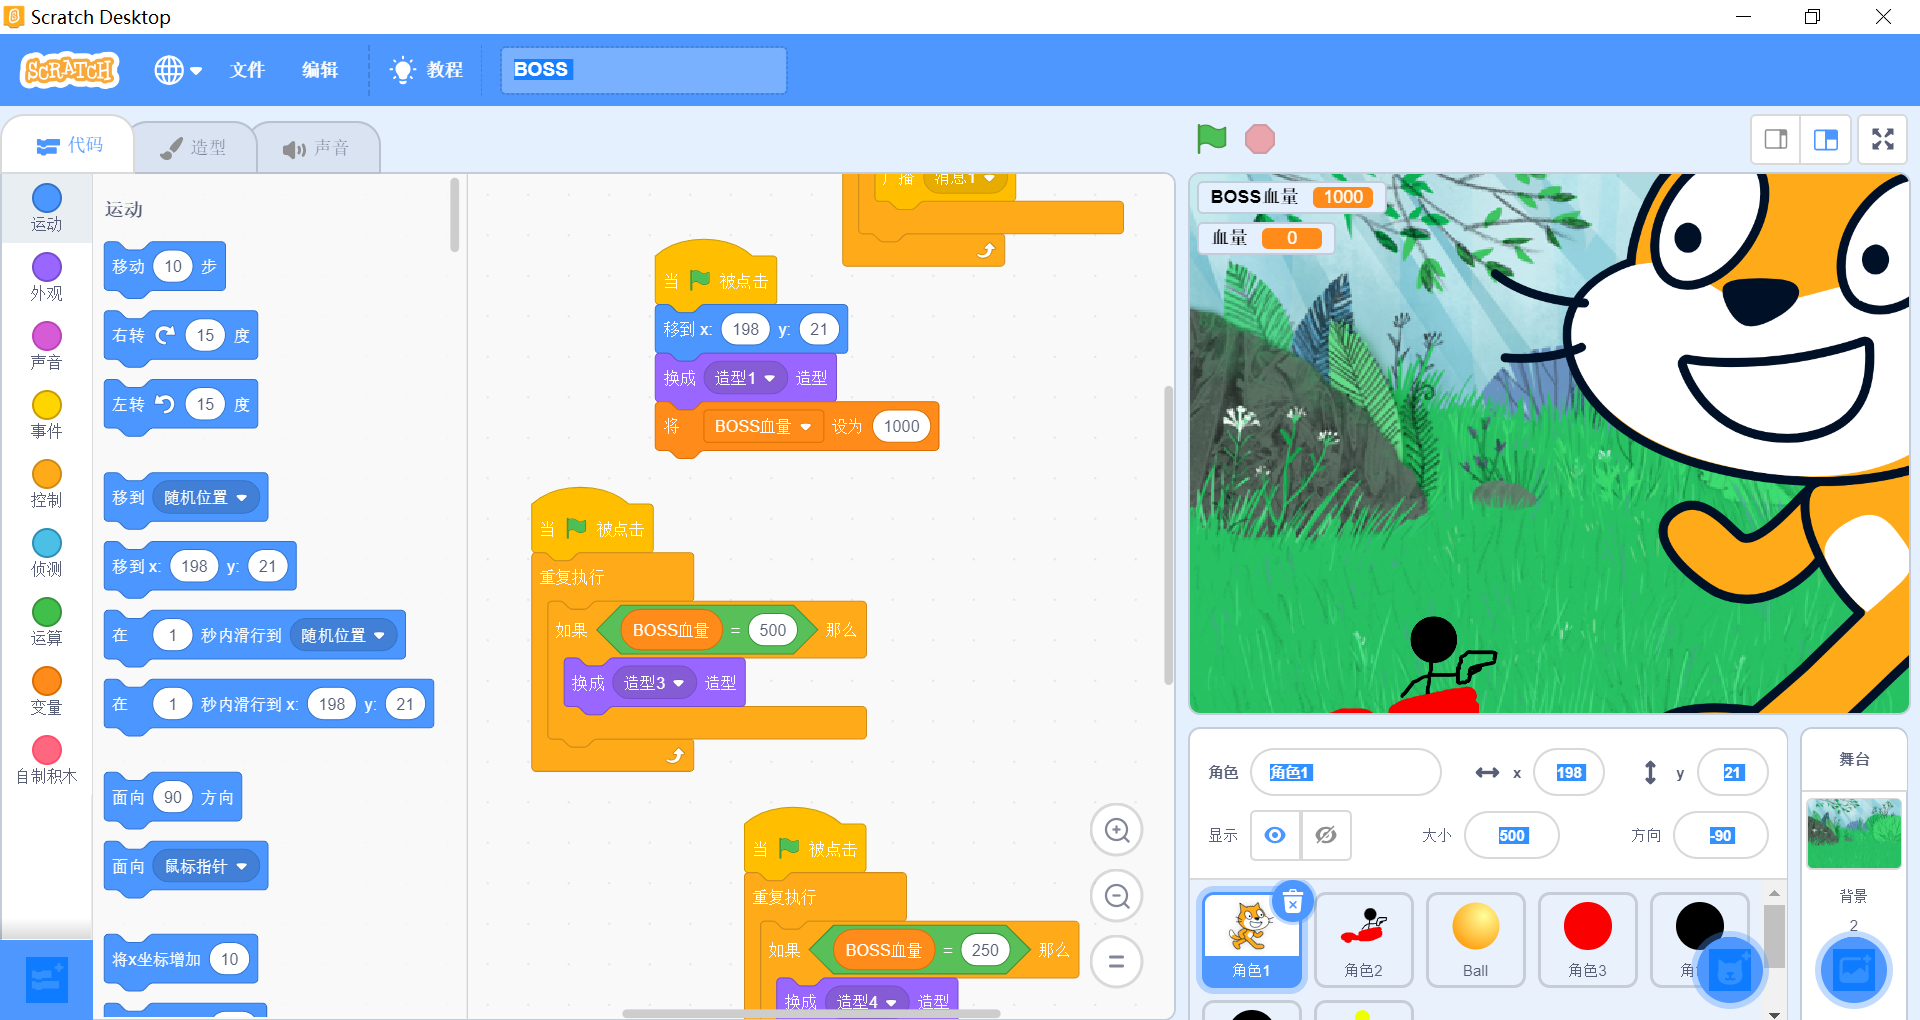 Scratch Desktop
SCRATCH
文件
编辑
教程
BOSS
代码
造型
声音
运动
外观
声音
事件
控制
侦测
运算
变量
自制积木
运动
移动 10 步
右转 15 度
左转 15 度
移到 随机位置
移到 x: 198 y: 21
在 1 秒内滑行到 随机位置
在 1 秒内滑行到 x: 198 y: 21
面向 90 方向
面向 鼠标指针
将x坐标增加 10
广播 消息1
当 被点击
移到 x: 198 y: 21
换成 造型1 造型
将 BOSS血量 设为 1000
当 被点击
重复执行
如果 BOSS血量 = 500 那么
换成 造型3 造型
当 被点击
重复执行
如果 BOSS血量 = 250 那么
换成 造型4 造型
BOSS血量 1000
血量 0
角色 角色1 x 198 y 21
显示 大小 500 方向 -90
角色1
角色2
Ball
角色3
舞台
背景
2